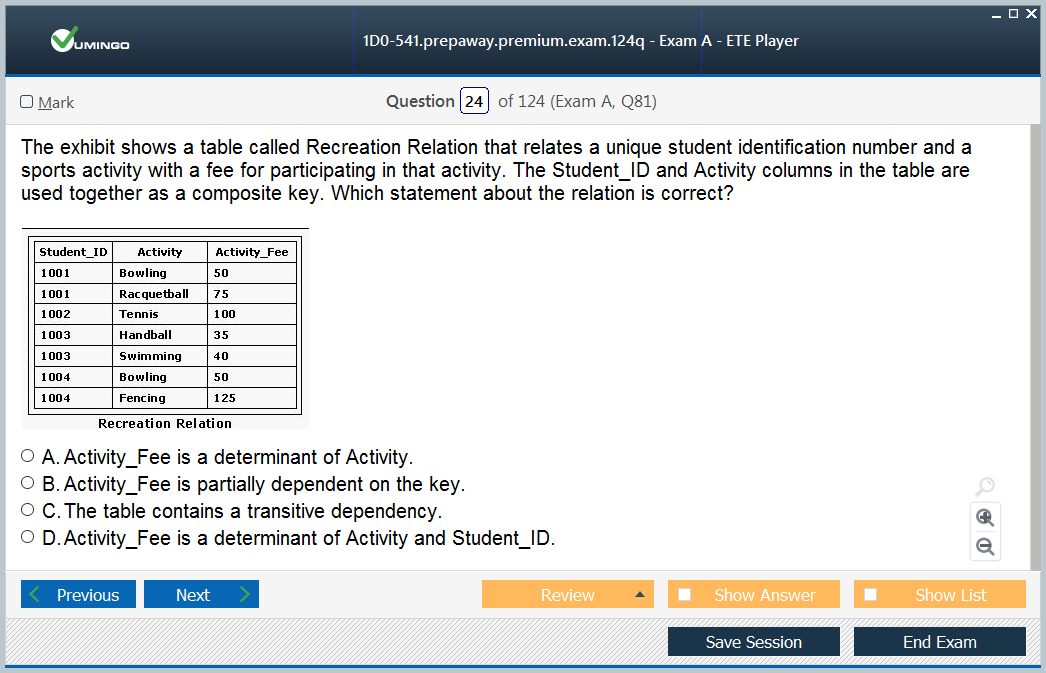 VUMINGO
1D0-541.prepaway.premium.exam.124q - Exam A - ETE Player
Mark
Question 24 of 124 (Exam A, Q81)
The exhibit shows a table called Recreation Relation that relates a unique student identification number and a
sports activity with a fee for participating in that activity. The Student_ID and Activity columns in the table are
used together as a composite key. Which statement about the relation is correct?
Student_ID Activity Activity_Fee
1001 Bowling 50
1001 Racquetball 75
1002 Tennis 100
1003 Handball 35
1003 Swimming 40
1004 Bowling 50
1004 Fencing 125
Recreation Relation
A. Activity_Fee is a determinant of Activity.
B. Activity_Fee is partially dependent on the key.
C. The table contains a transitive dependency.
D. Activity_Fee is a determinant of Activity and Student_ID.
Previous Next Review Show Answer Show List
Save Session End Exam